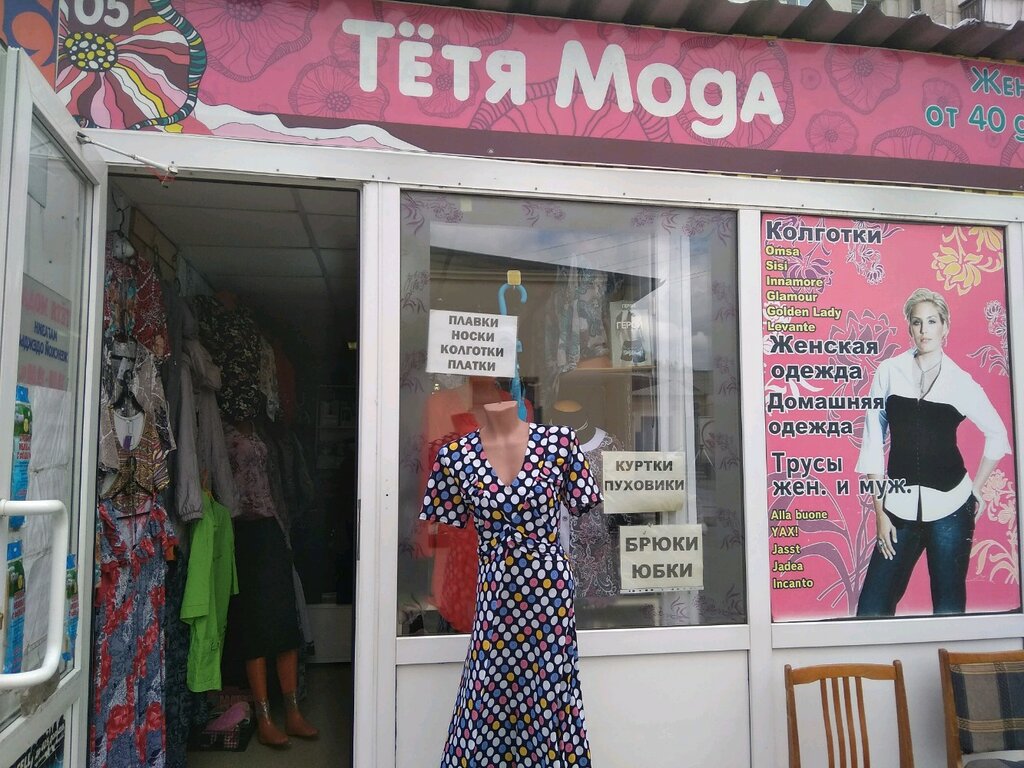 05
ТЁТЯ МОДА
ЖЕН
от 40 д
ПЛАВКИ
НОСКИ
КОЛГОТКИ
ПЛАТКИ
КУРТКИ
ПУХОВИКИ
БРЮКИ
ЮБКИ
Колготки
Omsa
Sisi
Innamore
Glamour
Golden Lady
Levante
Женская
одежда
Домашняя
одежда
Трусы
жен. и муж.
Alla buone
YAX!
Jasst
Jadea
Incanto